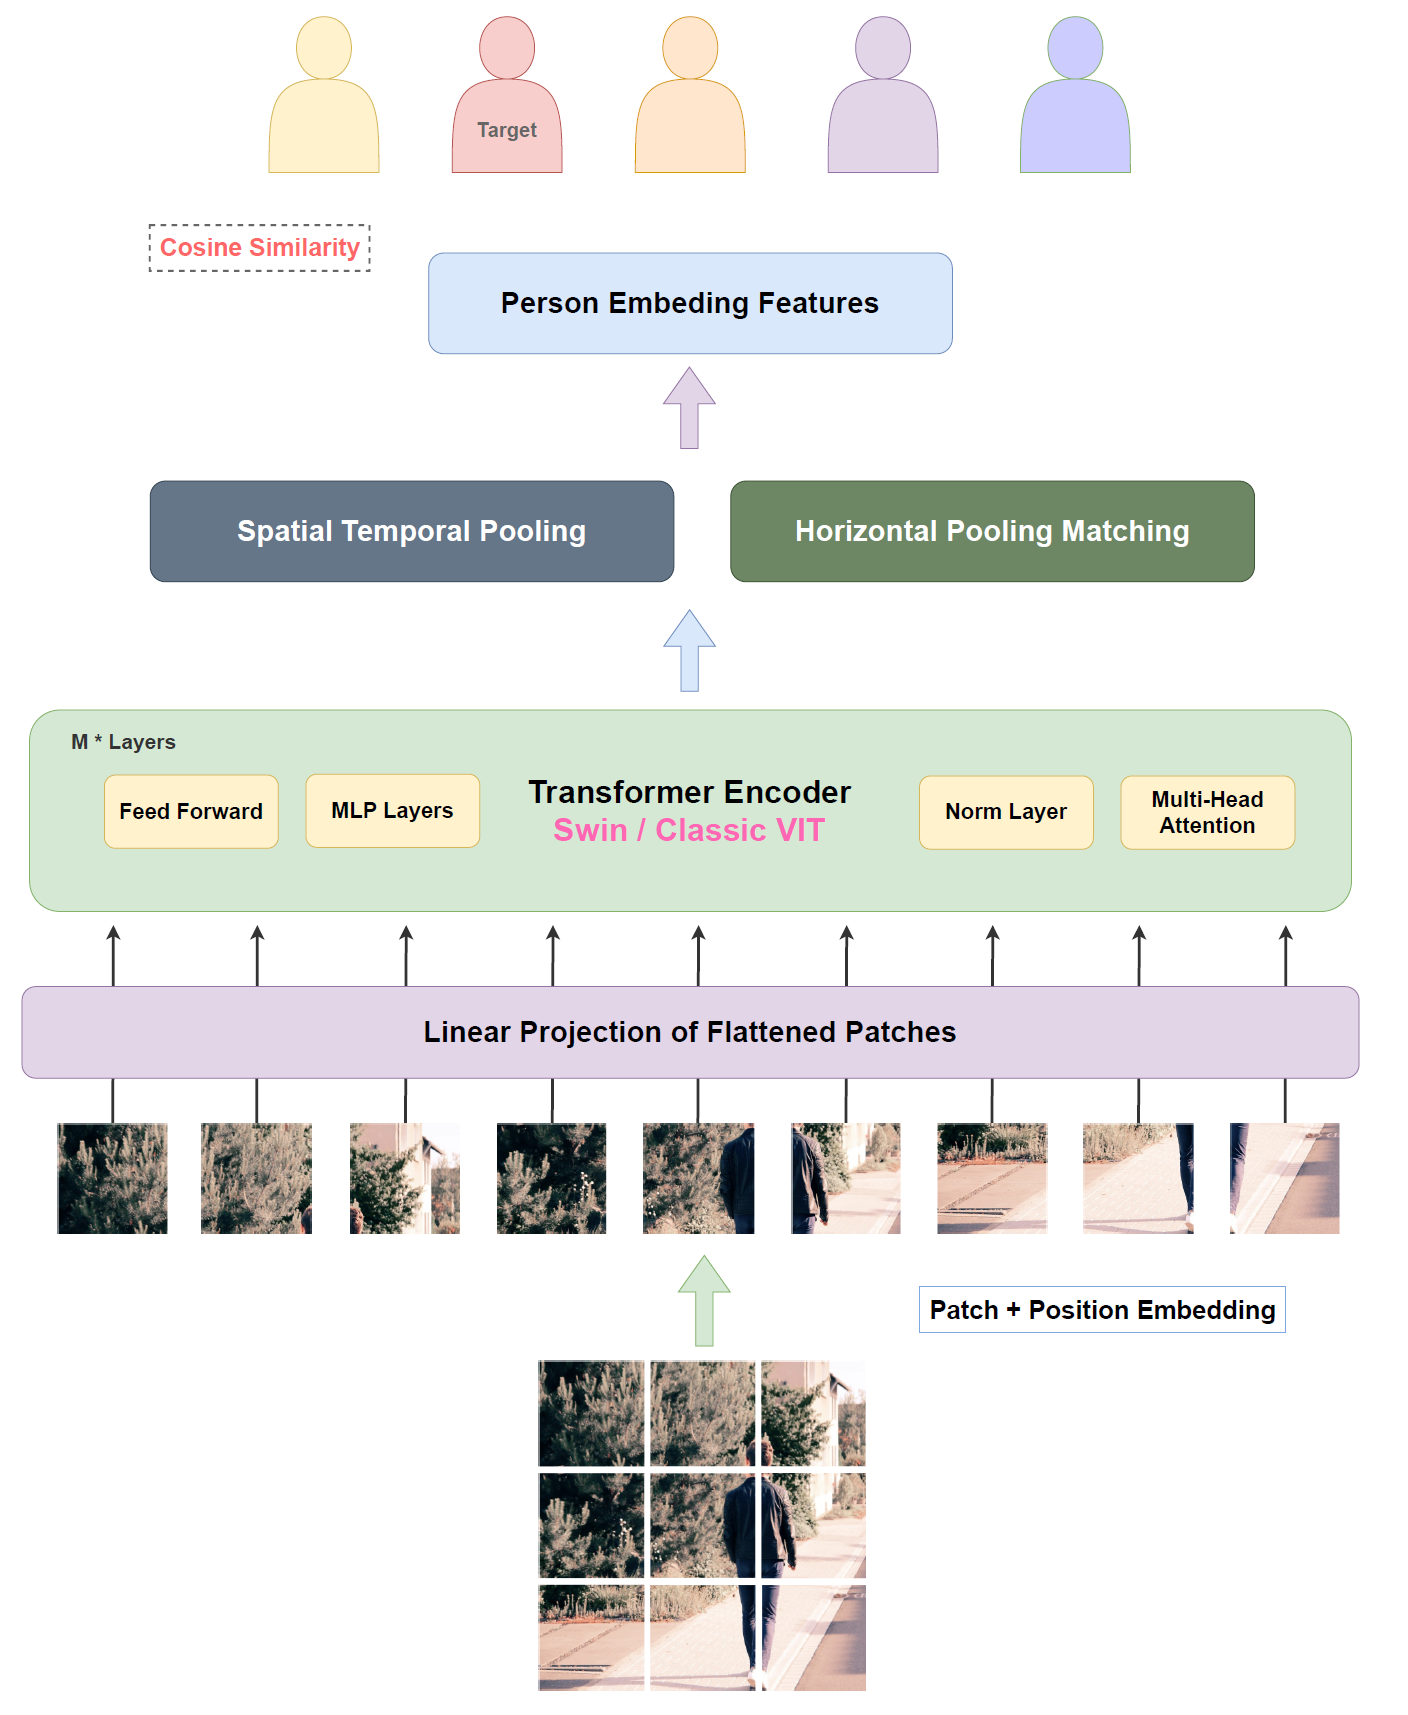 Target
Cosine Similarity
Person Embeding Features
Spatial Temporal Pooling
Horizontal Pooling Matching
M * Layers
Feed Forward
MLP Layers
Transformer Encoder
Swin / Classic VIT
Norm Layer
Multi-Head
Attention
Linear Projection of Flattened Patches
Patch + Position Embedding